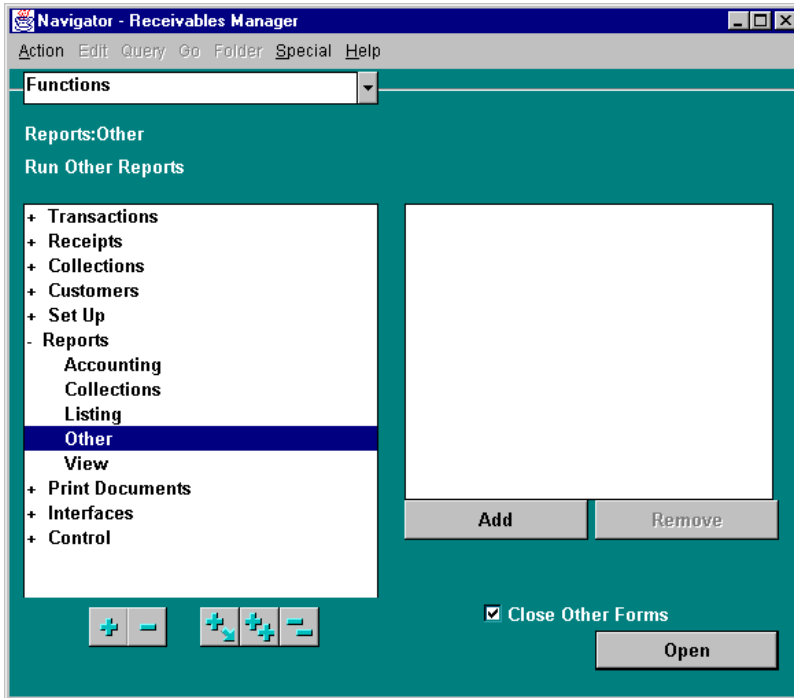 Navigator - Receivables Manager
Action Edit Query Go Folder Special Help
Functions
Reports:Other
Run Other Reports
+ Transactions
+ Receipts
+ Collections
+ Customers
+ Set Up
- Reports
Accounting
Collections
Listing
Other
View
+ Print Documents
+ Interfaces
+ Control
Add Remove
Close Other Forms
Open